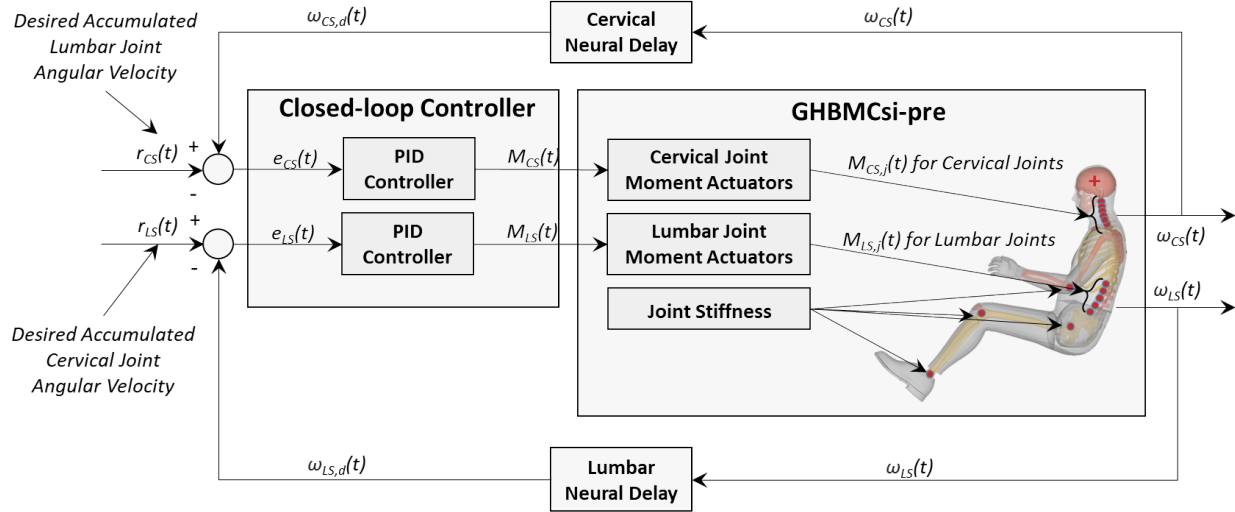 Desired Accumulated
Lumbar Joint
Angular Velocity
ω_CS,d(t)
Cervical
Neural Delay
ω_CS(t)
Closed-loop Controller
GHBMCsi-pre
r_CS(t)
+
-
e_CS(t)
PID
Controller
M_CS(t)
Cervical Joint
Moment Actuators
M_CS,j(t) for Cervical Joints
r_LS(t)
+
-
e_LS(t)
PID
Controller
M_LS(t)
Lumbar Joint
Moment Actuators
M_LS,j(t) for Lumbar Joints
ω_CS(t)
ω_LS(t)
Joint Stiffness
Desired Accumulated
Cervical Joint
Angular Velocity
ω_LS,d(t)
Lumbar
Neural Delay
ω_LS(t)